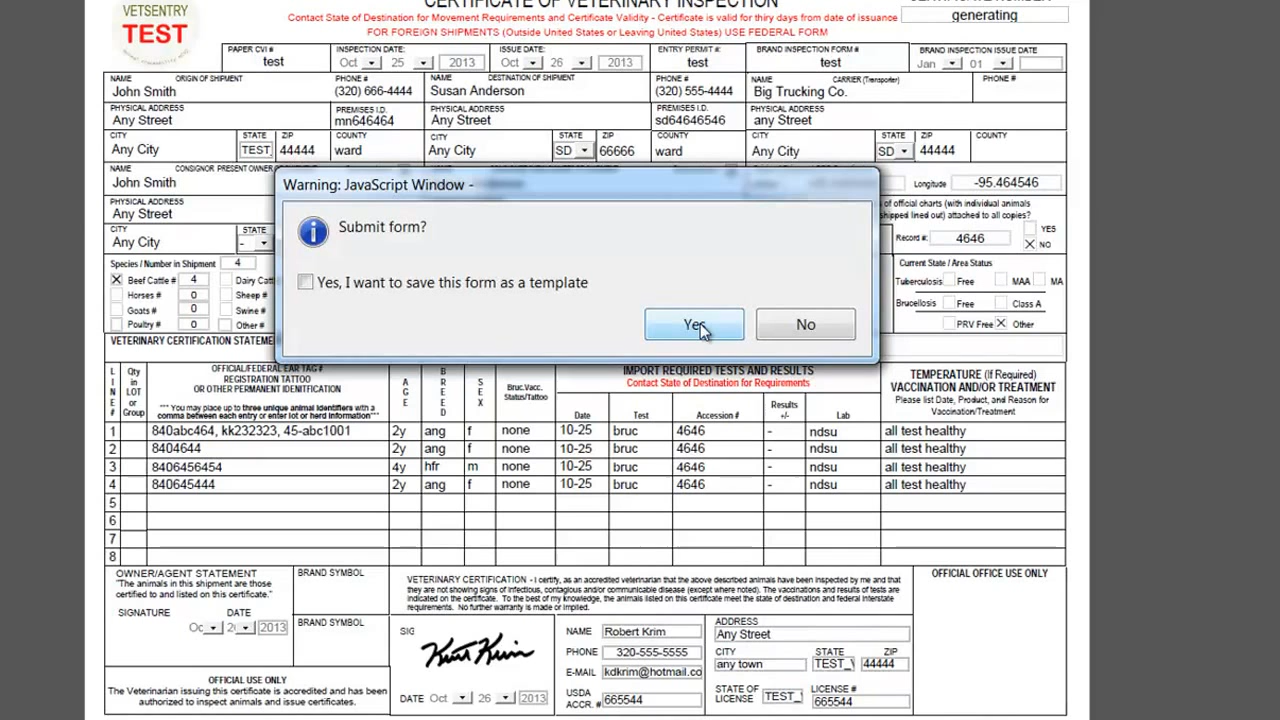 VETSENTRY
TEST
CERTIFICATE OF VETERINARY INSPECTION
Contact State of Destination for Movement Requirements and Certificate Validity - Certificate is valid for thiry days from date of issuance
FOR FOREIGN SHIPMENTS (Outside United States or Leaving United States) USE FEDERAL FORM
generating
PAPER CVI # INSPECTION DATE: ISSUE DATE: ENTRY PERMIT #: BRAND INSPECTION FORM # BRAND INSPECTION ISSUE DATE
test Oct 25 2013 Oct 26 2013 test test Jan 01
NAME ORIGIN OF SHIPMENT PHONE # NAME DESTINATION OF SHIPMENT PHONE # NAME CARRIER (Transporter) PHONE #
John Smith (320) 666-4444 Susan Anderson (320) 555-4444 Big Trucking Co.
PHYSICAL ADDRESS PREMISES I.D. PHYSICAL ADDRESS PREMISES I.D. PHYSICAL ADDRESS
Any Street mn646464 Any Street sd64646546 any Street
CITY STATE ZIP COUNTY CITY STATE ZIP COUNTY CITY STATE ZIP COUNTY
Any City TEST_ 44444 ward Any City SD 66666 ward Any City SD 44444
NAME CONSIGNOR PRESENT OWNER
John Smith Longitude -95.464546
PHYSICAL ADDRESS
Any Street
of official charts (with individual animals
shipped lined out) attached to all copies?
CITY STATE
Any City -
Record #: 4646 YES
X NO
Warning: JavaScript Window -
Submit form?
Yes, I want to save this form as a template
Yes No
Species / Number in Shipment 4
X Beef Cattle # 4 Dairy Catt
Horses # 0 Sheep #
Goats # 0 Swine #
Poultry # 0 Other #
Current State / Area Status
Tuberculosis Free MAA MA
Brucellosis Free Class A
PRV Free X Other
VETERINARY CERTIFICATION STATEME
LINE # Qty in LOT or Group
OFFICIAL/FEDERAL EAR TAG #
REGISTRATION TATTOO
OR OTHER PERMANENT IDENTIFICATION
***You may place up to three unique animal identifiers with a
comma between each entry or enter lot or herd information***
AGE BREED SEX Bruc.Vacc. Status/Tattoo
IMPORT REQUIRED TESTS AND RESULTS
Contact State of Destination for Requirements
Date Test Accession # Results +/- Lab
TEMPERATURE (If Required)
VACCINATION AND/OR TREATMENT
Please List Date, Product, and Reason for
Vaccination/Treatment
1 840abc464, kk232323, 45-abc1001 2y ang f none 10-25 bruc 4646 - ndsu all test healthy
2 8404644 2y ang f none 10-25 bruc 4646 - ndsu all test healthy
3 8406456454 4y hfr m none 10-25 bruc 4646 - ndsu all test healthy
4 840645444 2y ang f none 10-25 bruc 4646 - ndsu all test healthy
5
6
7
8
OWNER/AGENT STATEMENT
"The animals in this shipment are those
certified to and listed on this certificate."
SIGNATURE DATE
Oc 2 2013
BRAND SYMBOL
BRAND SYMBOL
OFFICIAL USE ONLY
The Veterinarian issuing this certificate is accredited and has been
authorized to inspect animals and issue certificates.
VETERINARY CERTIFICATION - I certify, as an accredited veterinarian that the above described animals have been inspected by me and that
they are not showing signs of infectious, contagious and/or communicable disease (except where noted). The vaccinations and results of tests are
indicated on the certificate. To the best of my knowledge, the animals listed on this certificate meet the state of destination and federal interstate
requirements. No further warranty is made or implied.
OFFICIAL OFFICE USE ONLY
SIG
Kurt Krim
DATE Oct 26 2013
NAME Robert Krim
PHONE 320-555-5555
E-MAIL kdkrim@hotmail.co
USDA ACCR. # 665544
ADDRESS
Any Street
CITY STATE ZIP
any town TEST_\ 44444
STATE OF LICENSE TEST_ LICENSE #
665544